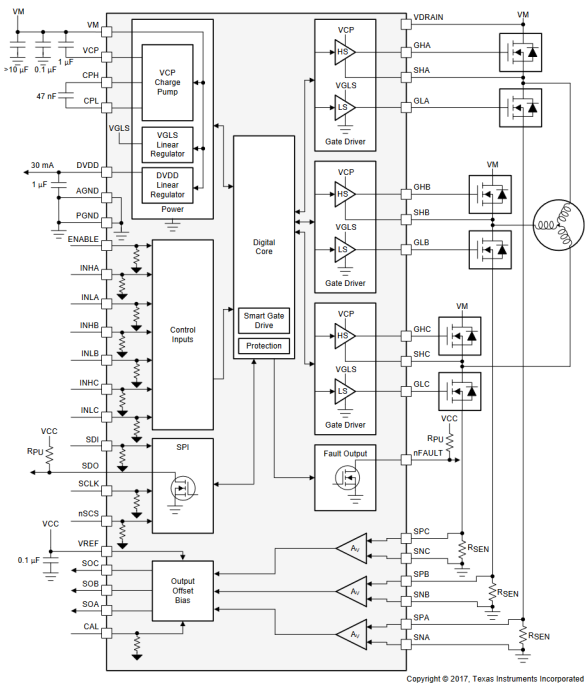 VM
VM
VCP
CPH
CPL
DVDD
AGND
PGND
ENABLE
INHA
INLA
INHB
INLB
INHC
INLC
SDI
SDO
SCLK
nSCS
VREF
SOC
SOB
SOA
CAL
>10 µF
0.1 µF
1 µF
47 nF
30 mA
1 µF
VCC
RPU
VCC
0.1 µF
VCP
Charge
Pump
VGLS
VGLS
Linear
Regulator
DVDD
Linear
Regulator
Power
Control
Inputs
SPI
Output
Offset
Bias
Digital
Core
Smart Gate
Drive
Protection
VCP
HS
VGLS
LS
Gate Driver
VCP
HS
VGLS
LS
Gate Driver
VCP
HS
VGLS
LS
Gate Driver
Fault Output
AV
AV
AV
VDRAIN
GHA
SHA
GLA
GHB
SHB
GLB
GHC
SHC
GLC
nFAULT
SPC
SNC
SPB
SNB
SPA
SNA
VM
VM
VM
VCC
RPU
RSEN
RSEN
RSEN
Copyright © 2017, Texas Instruments Incorporated